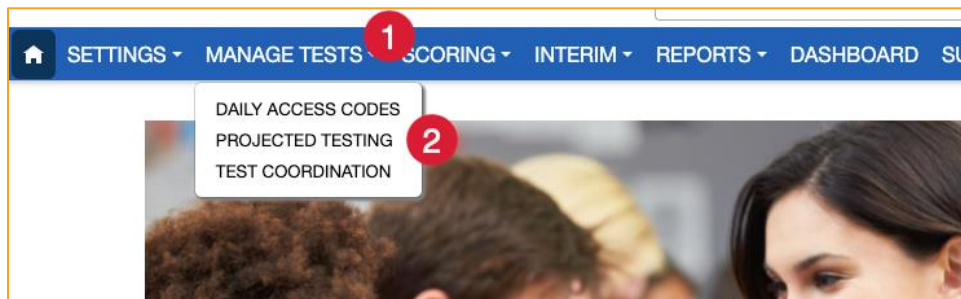 SETTINGS MANAGE TESTS 1 SCORING INTERIM REPORTS DASHBOARD
DAILY ACCESS CODES
PROJECTED TESTING 2
TEST COORDINATION